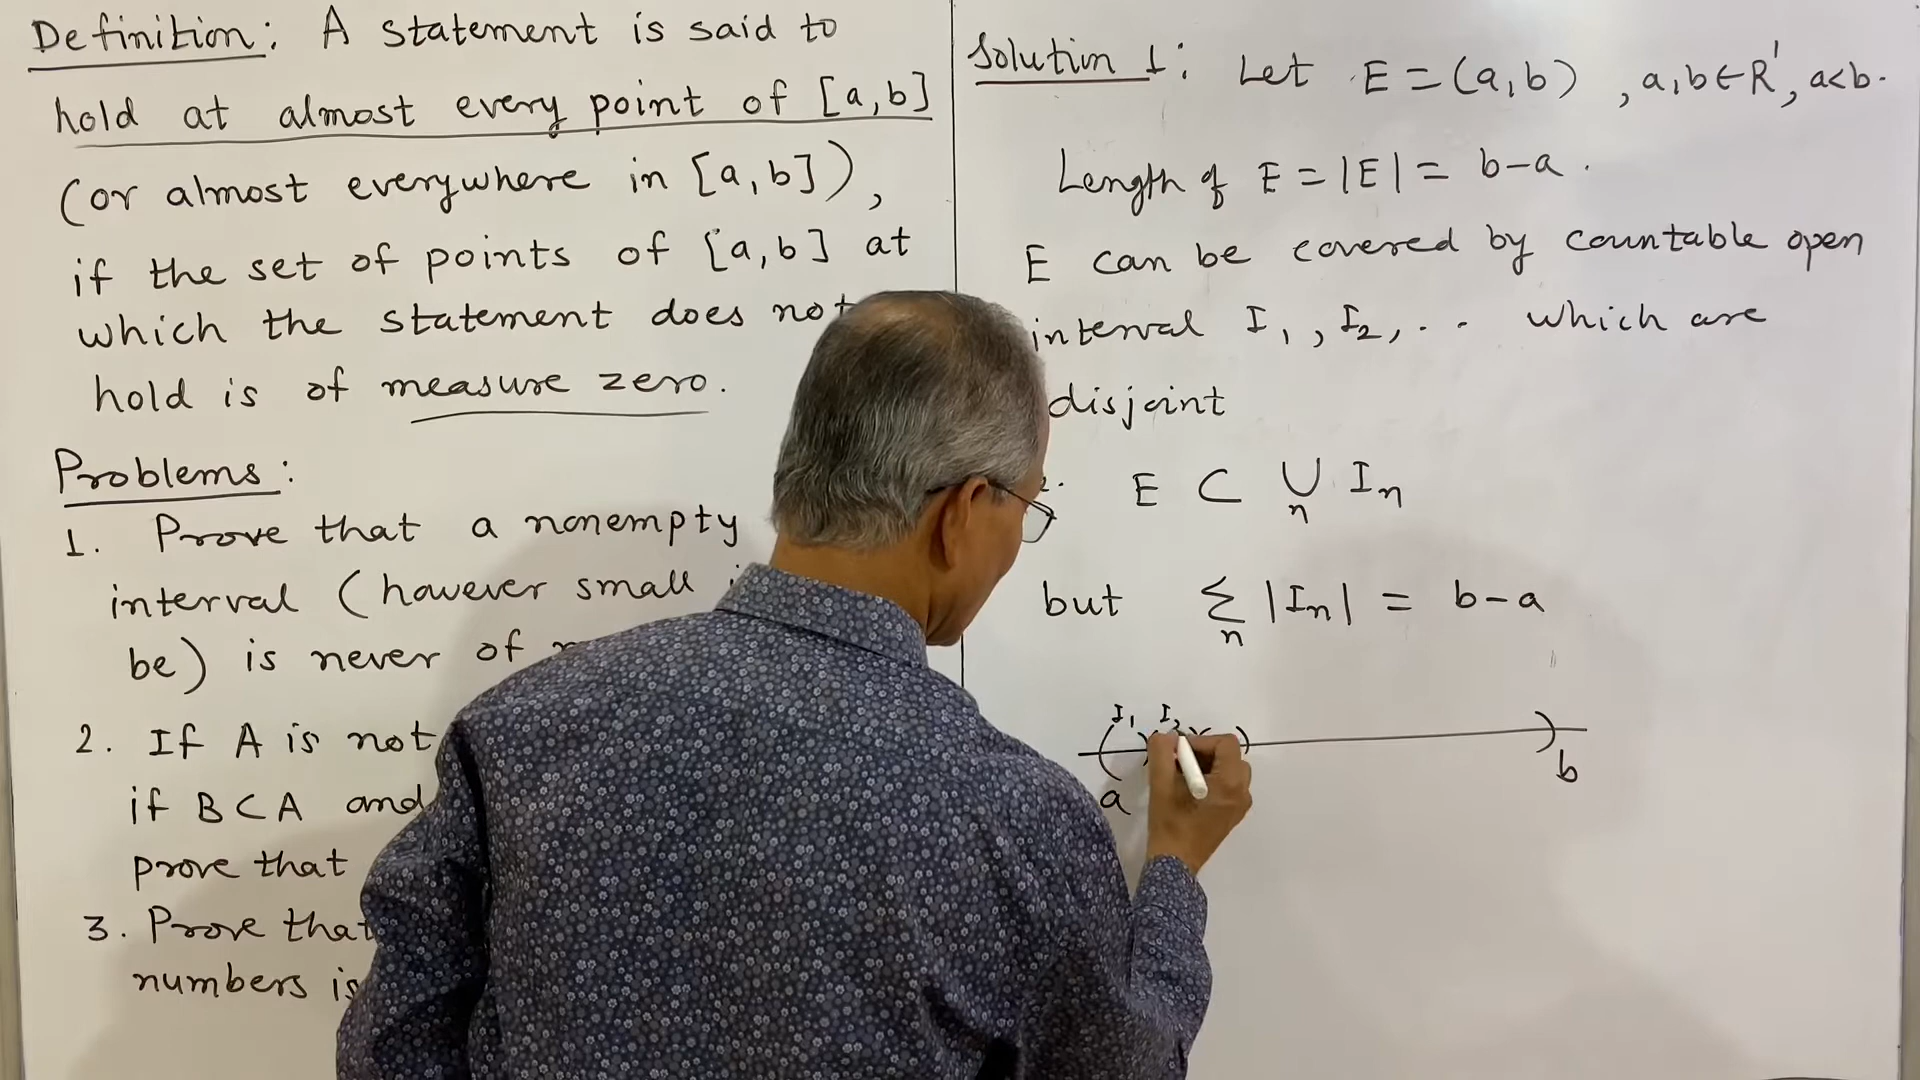 Definition: A statement is said to
hold at almost every point of [a,b]
(or almost everywhere in [a,b]),
if the set of points of [a,b] at
which the statement does not
hold is of measure zero.
Problems:
1. Prove that a nonempty
interval (however small
be) is never of
2. If A is not
if B⊂A and
prove that
3. Prove that
numbers is
Solution 1: Let E = (a,b), a,b∈R', a<b.
Length of E = |E| = b-a.
E can be covered by countable open
interval I₁, I₂, .. which are
disjoint
E ⊂ ∪ₙ Iₙ
but Σₙ |Iₙ| = b-a
I₁ I₂
a b